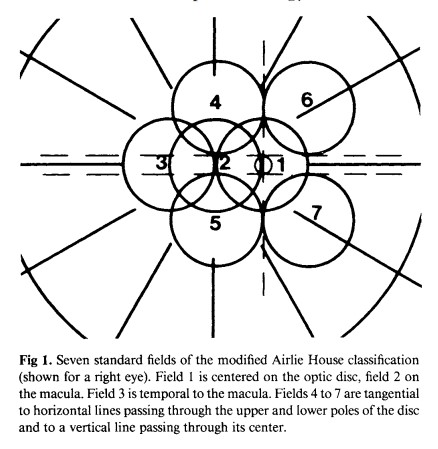 4
6
3
2
1
5
7
Fig 1. Seven standard fields of the modified Airlie House classification
(shown for a right eye). Field 1 is centered on the optic disc, field 2 on
the macula. Field 3 is temporal to the macula. Fields 4 to 7 are tangential
to horizontal lines passing through the upper and lower poles of the disc
and to a vertical line passing through its center.